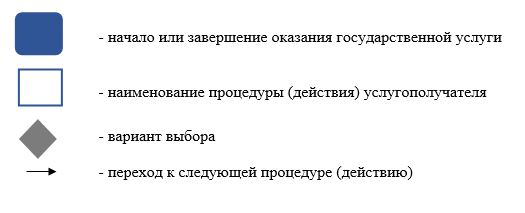 - начало или завершение оказания государственной услуги
- наименование процедуры (действия) услугополучателя
- вариант выбора
- переход к следующей процедуре (действию)